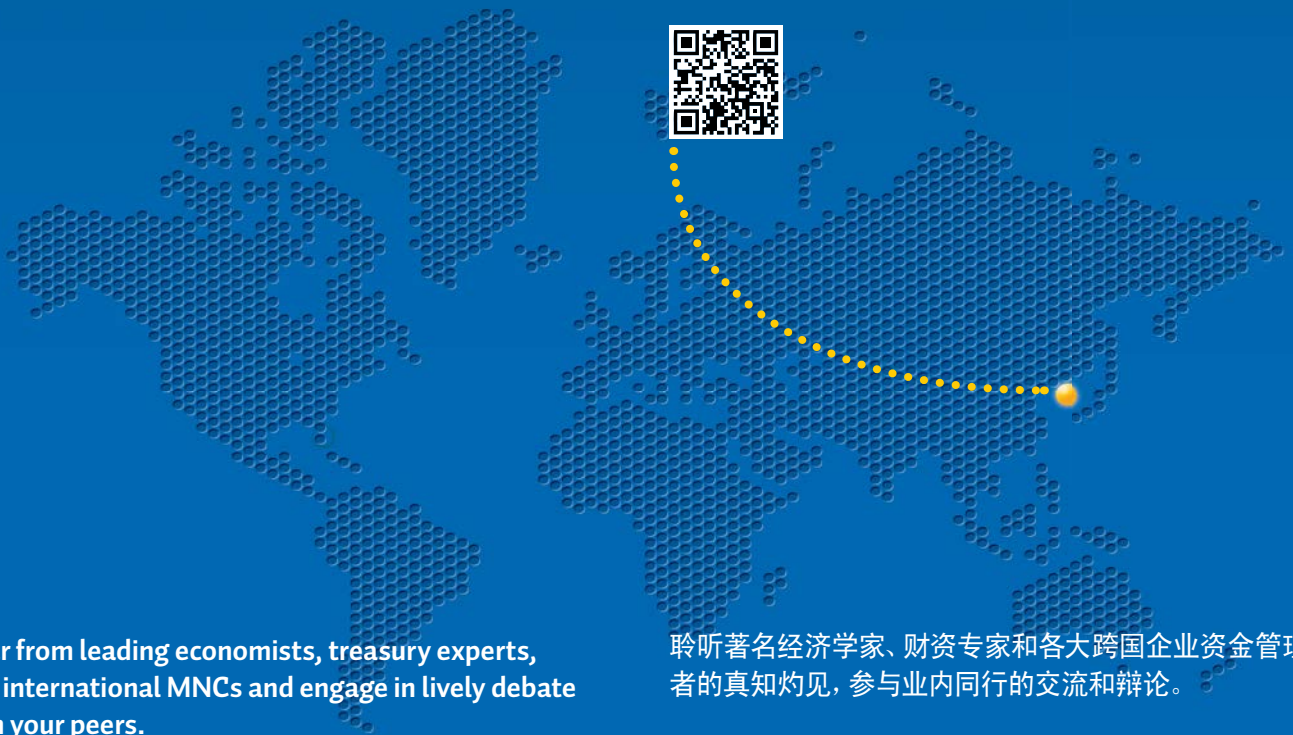 r from leading economists, treasury experts,
international MNCs and engage in lively debate
your peers.
聆听著名经济学家、财资专家和各大跨国企业资金管理
者的真知灼见，参与业内同行的交流和辩论。